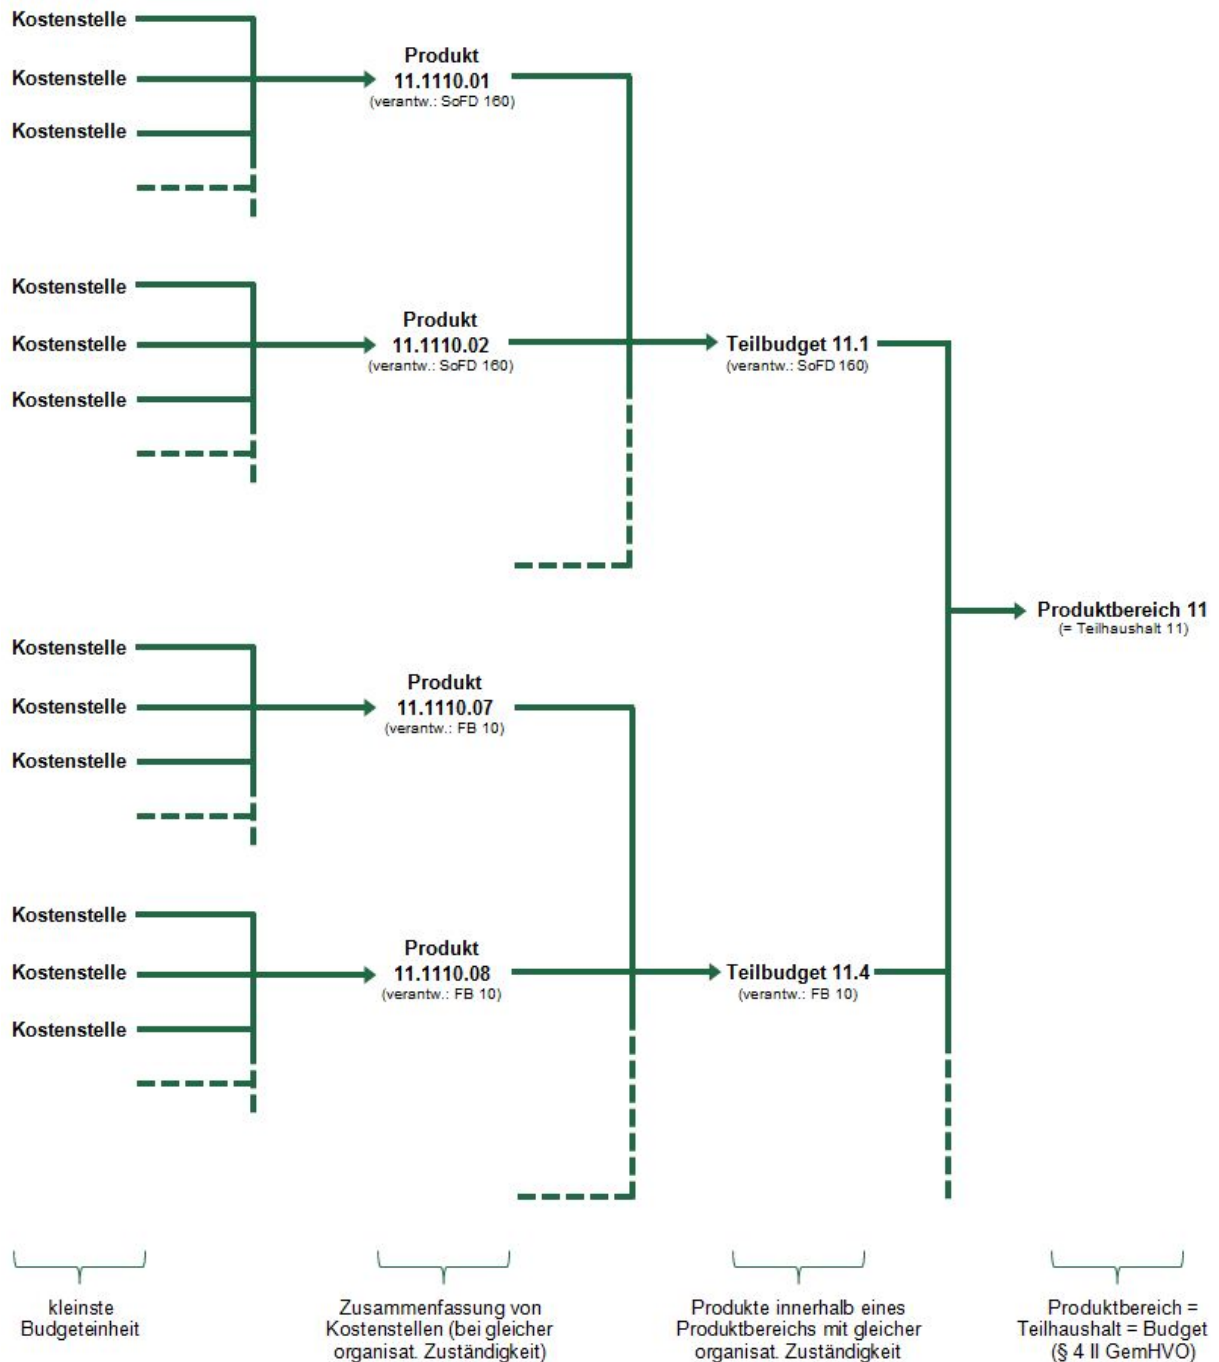 Kostenstelle
Kostenstelle
Kostenstelle
Produkt
11.1110.01
(verantw.: SoFD 160)
Kostenstelle
Kostenstelle
Kostenstelle
Produkt
11.1110.02
(verantw.: SoFD 160)
Teilbudget 11.1
(verantw.: SoFD 160)
Produktbereich 11
(= Teilhaushalt 11)
Kostenstelle
Kostenstelle
Kostenstelle
Produkt
11.1110.07
(verantw.: FB 10)
Kostenstelle
Kostenstelle
Kostenstelle
Produkt
11.1110.08
(verantw.: FB 10)
Teilbudget 11.4
(verantw.: FB 10)
kleinste
Budgeteinheit
Zusammenfassung von
Kostenstellen (bei gleicher
organisat. Zuständigkeit)
Produkte innerhalb eines
Produktbereichs mit gleicher
organisat. Zuständigkeit
Produktbereich =
Teilhaushalt = Budget
(§ 4 II GemHVO)